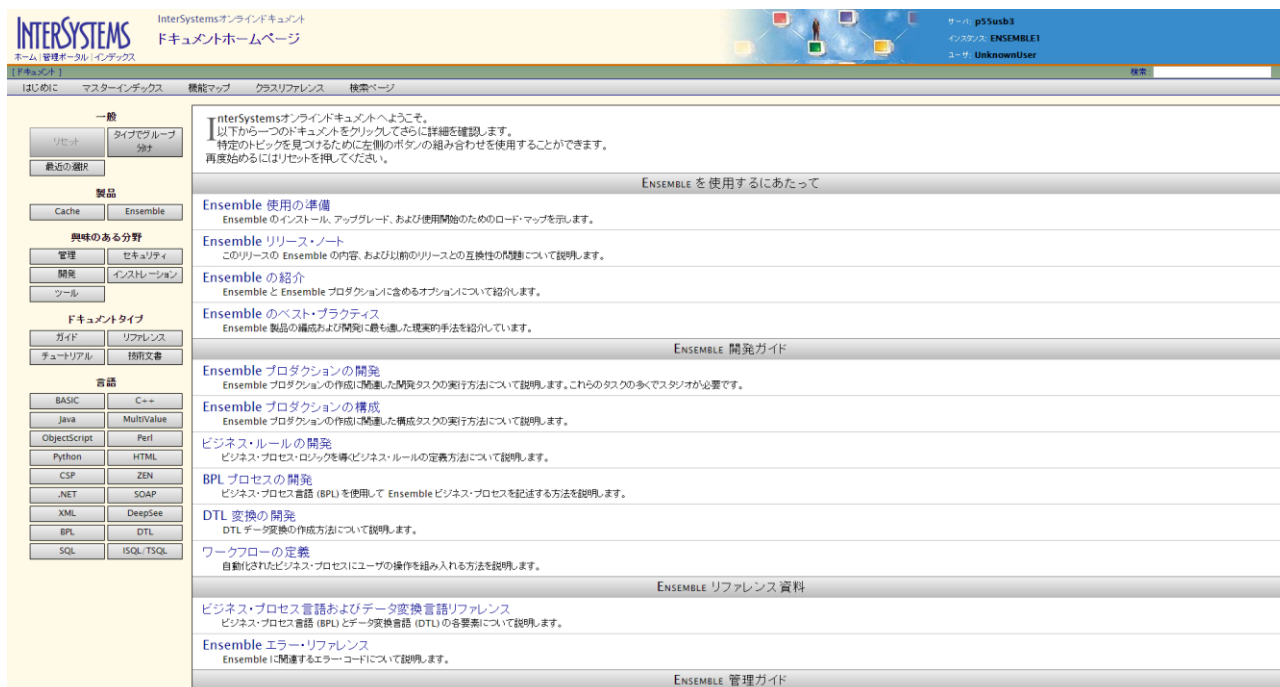 INTERSYSTEMS
InterSystemsオンラインドキュメント
ドキュメントホームページ
ホーム | 管理ポータル | インデックス
サーバ: p55usb3
インスタンス: ENSEMBLE1
ユーザ: UnknownUser
[ドキュメント]
検索:
はじめに マスターインデックス 機能マップ クラスリファレンス 検索ページ
一般
リセット タイプでグループ分け
最近の選択
製品
Cache Ensemble
興味のある分野
管理 セキュリティ
開発 インストレーション
ツール
ドキュメントタイプ
ガイド リファレンス
チュートリアル 技術文書
言語
BASIC C++
Java MultiValue
ObjectScript Perl
Python HTML
CSP ZEN
.NET SOAP
XML DeepSee
BPL DTL
SQL ISQL/TSQL
InterSystemsオンラインドキュメントへようこそ。
以下から一つのドキュメントをクリックしてさらに詳細を確認します。
特定のトピックを見つけるために左側のボタンの組み合わせを使用することができます。
再度始めるにはリセットを押してください。
ENSEMBLE を使用するにあたって
Ensemble 使用の準備
Ensemble のインストール、アップグレード、および使用開始のためのロード・マップを示します。
Ensemble リリース・ノート
このリリースの Ensemble の内容、および以前のリリースとの互換性の問題について説明します。
Ensemble の紹介
Ensemble と Ensemble プロダクションに含めるオプションについて紹介します。
Ensemble のベスト・プラクティス
Ensemble 製品の編成および開発に最も適した現実的手法を紹介しています。
ENSEMBLE 開発ガイド
Ensemble プロダクションの開発
Ensemble プロダクションの作成に関連した開発タスクの実行方法について説明します。これらのタスクの多くでスタジオが必要です。
Ensemble プロダクションの構成
Ensemble プロダクションの作成に関連した構成タスクの実行方法について説明します。
ビジネス・ルールの開発
ビジネス・プロセス・ロジックを導くビジネス・ルールの定義方法について説明します。
BPL プロセスの開発
ビジネス・プロセス言語 (BPL) を使用して Ensemble ビジネス・プロセスを記述する方法を説明します。
DTL 変換の開発
DTL データ変換の作成方法について説明します。
ワークフローの定義
自動化されたビジネス・プロセスにユーザの操作を組み入れる方法を説明します。
ENSEMBLE リファレンス資料
ビジネス・プロセス言語およびデータ変換言語リファレンス
ビジネス・プロセス言語 (BPL) とデータ変換言語 (DTL) の各要素について説明します。
Ensemble エラー・リファレンス
Ensemble に関連するエラー・コードについて説明します。
ENSEMBLE 管理ガイド